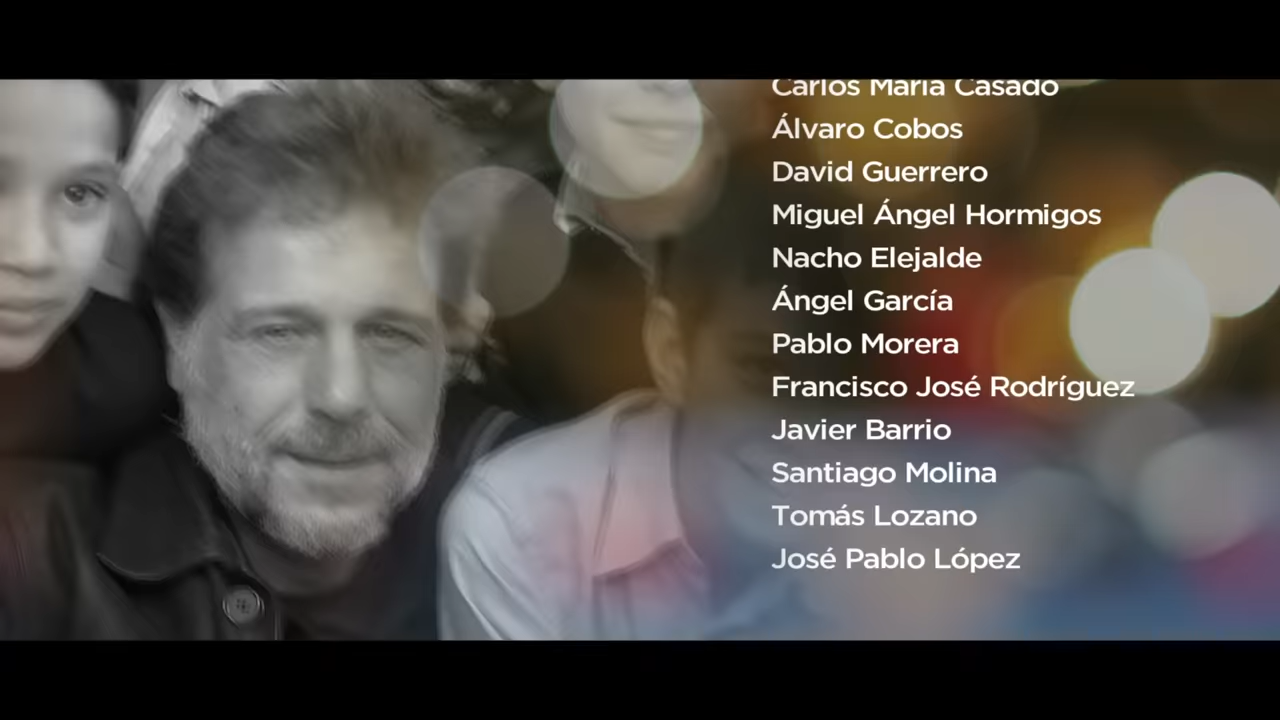 Carlos María Casado
Álvaro Cobos
David Guerrero
Miguel Ángel Hormigos
Nacho Elejalde
Ángel García
Pablo Morera
Francisco José Rodríguez
Javier Barrio
Santiago Molina
Tomás Lozano
José Pablo López